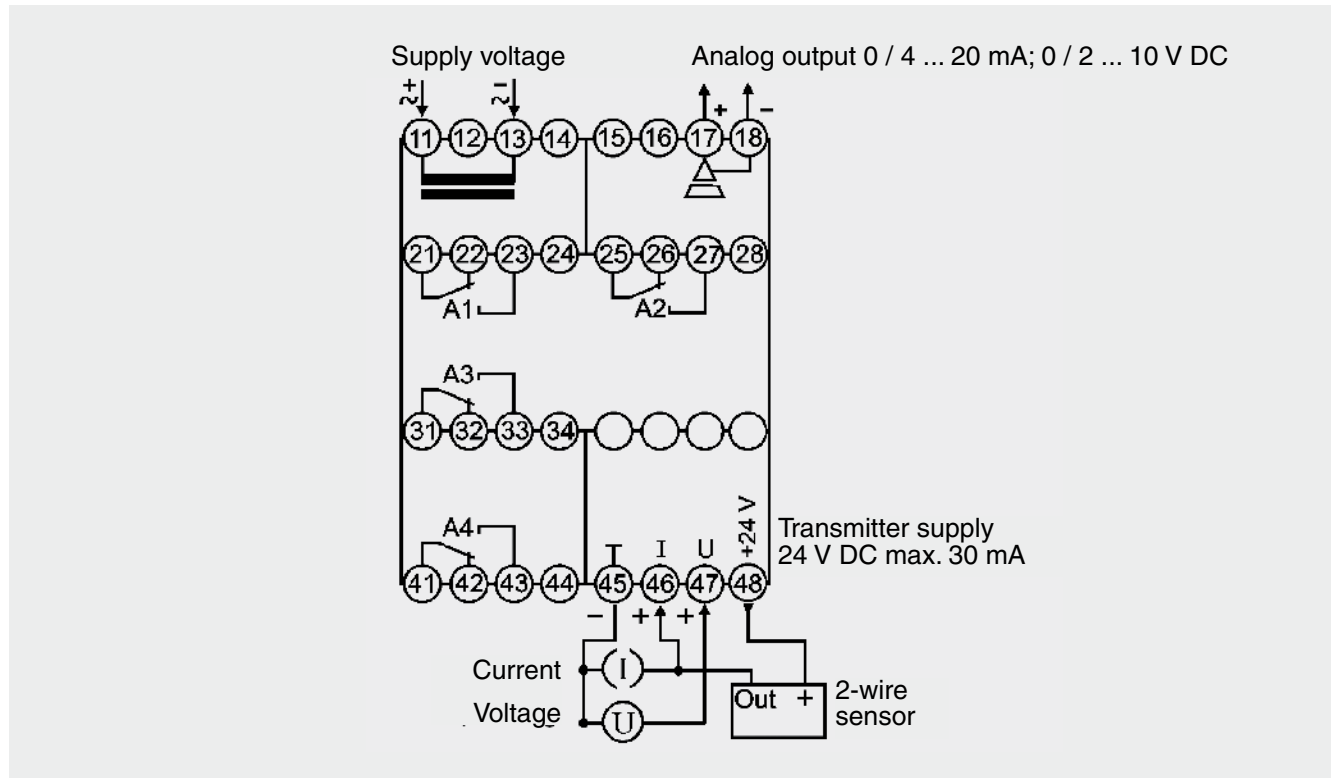 Supply voltage
Analog output 0 / 4 ... 20 mA; 0 / 2 ... 10 V DC
~ + ~ -
+ -
11 12 13 14 15 16 17 18
21 22 23 24 25 26 27 28
A1 A2
A3
31 32 33 34
A4
⊥ I U +24 V
Transmitter supply
24 V DC max. 30 mA
41 42 43 44 45 46 47 48
- + +
Current I
Out +
2-wire
sensor
Voltage U